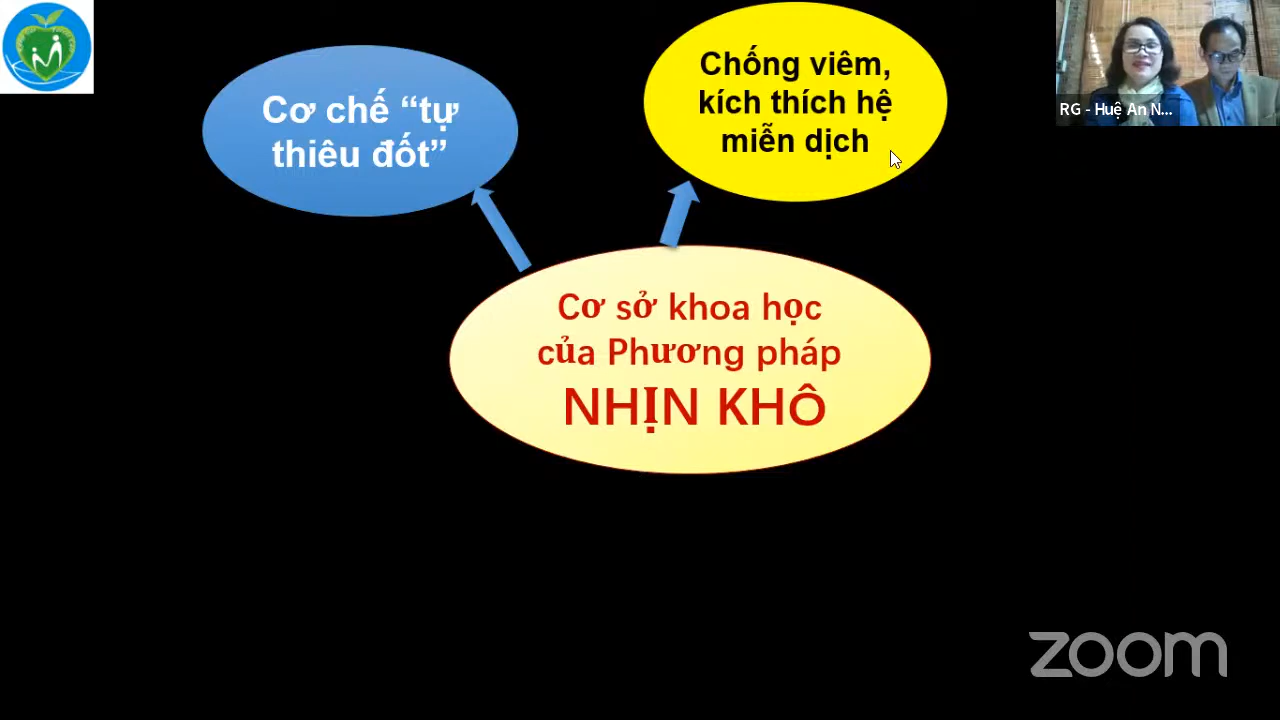 Cơ chế “tự
thiêu đốt”
Chống viêm,
kích thích hệ
miễn dịch
RG - Huệ An N...
Cơ sở khoa học
của Phương pháp
NHỊN KHÔ
zoom